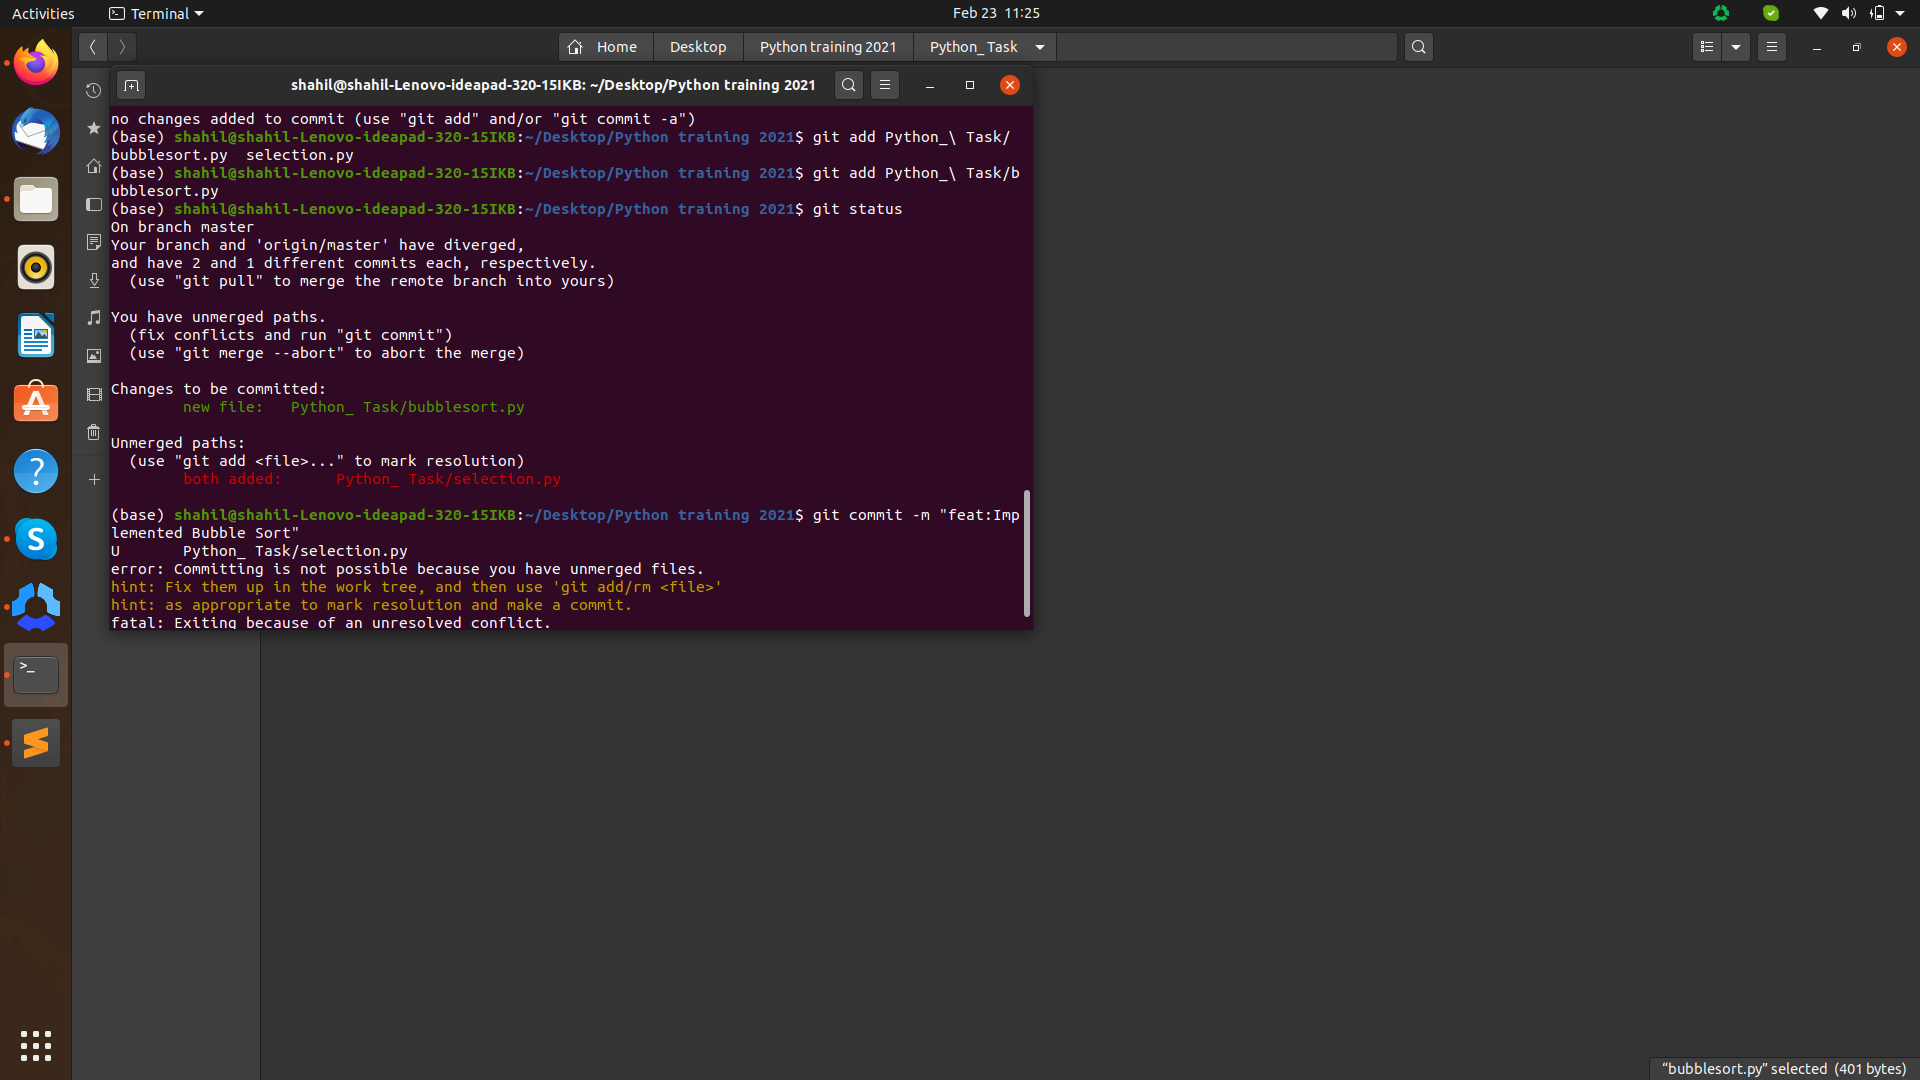 Activities
Terminal
Feb 23 11:25
Home
Desktop
Python training 2021
Python_ Task
shahil@shahil-Lenovo-ideapad-320-15IKB: ~/Desktop/Python training 2021
no changes added to commit (use "git add" and/or "git commit -a")
(base) shahil@shahil-Lenovo-ideapad-320-15IKB:~/Desktop/Python training 2021$ git add Python_\ Task/
bubblesort.py  selection.py
(base) shahil@shahil-Lenovo-ideapad-320-15IKB:~/Desktop/Python training 2021$ git add Python_\ Task/b
ubblesort.py
(base) shahil@shahil-Lenovo-ideapad-320-15IKB:~/Desktop/Python training 2021$ git status
On branch master
Your branch and 'origin/master' have diverged,
and have 2 and 1 different commits each, respectively.
  (use "git pull" to merge the remote branch into yours)
You have unmerged paths.
  (fix conflicts and run "git commit")
  (use "git merge --abort" to abort the merge)
Changes to be committed:
        new file:   Python_ Task/bubblesort.py
Unmerged paths:
  (use "git add <file>..." to mark resolution)
        both added:      Python_ Task/selection.py
(base) shahil@shahil-Lenovo-ideapad-320-15IKB:~/Desktop/Python training 2021$ git commit -m "feat:Imp
lemented Bubble Sort"
U       Python_ Task/selection.py
error: Committing is not possible because you have unmerged files.
hint: Fix them up in the work tree, and then use 'git add/rm <file>'
hint: as appropriate to mark resolution and make a commit.
fatal: Exiting because of an unresolved conflict.
"bubblesort.py" selected (401 bytes)